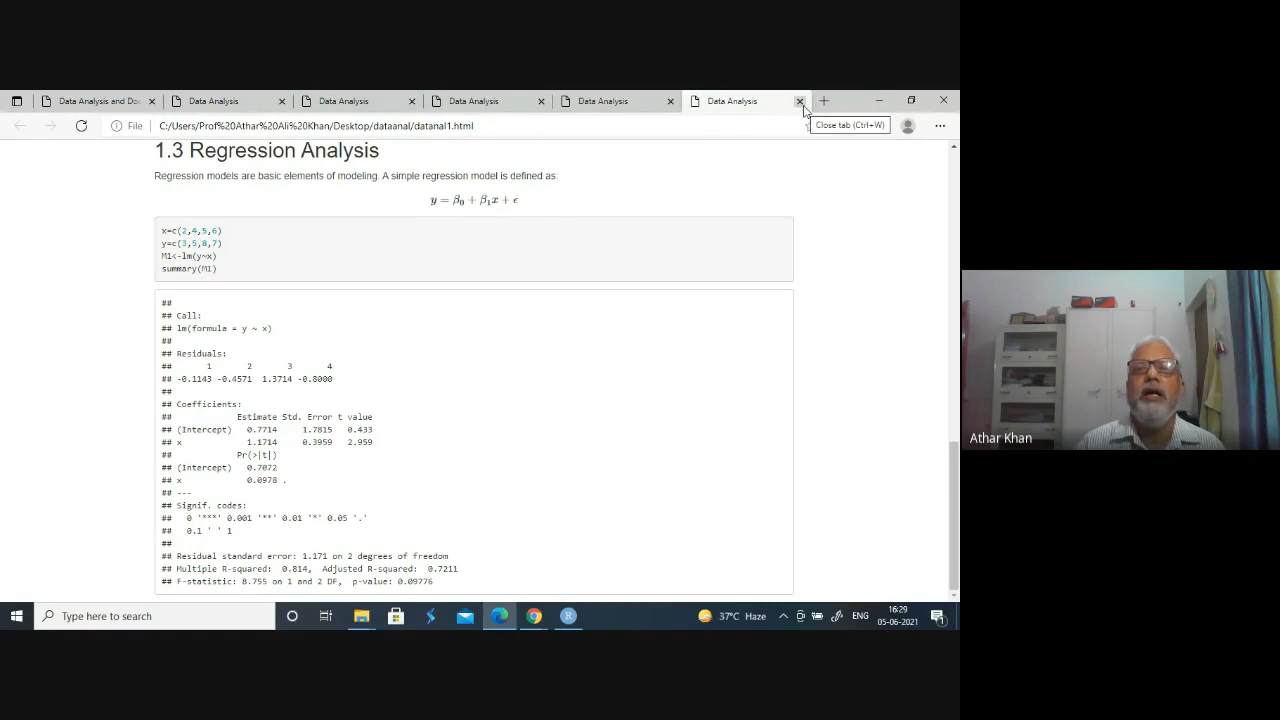 Data Analysis and Doc
Data Analysis
Data Analysis
Data Analysis
Data Analysis
Data Analysis
File
C:/Users/Prof%20Athar%20Ali%20Khan/Desktop/dataanal/datanal1.html
Close tab (Ctrl+W)
1.3 Regression Analysis
Regression models are basic elements of modeling. A simple regression model is defined as:
y = β₀ + β₁x + ϵ
x=c(2,4,5,6)
y=c(3,5,8,7)
M1<-lm(y~x)
summary(M1)
##
## Call:
## lm(formula = y ~ x)
##
## Residuals:
## 1 2 3 4
## -0.1143 -0.4571 1.3714 -0.8000
##
## Coefficients:
## Estimate Std. Error t value
## (Intercept) 0.7714 1.7815 0.433
## x 1.1714 0.3959 2.959
## Pr(>|t|)
## (Intercept) 0.7072
## x 0.0978 .
## ---
## Signif. codes:
## 0 '***' 0.001 '**' 0.01 '*' 0.05 '.'
## 0.1 ' ' 1
##
## Residual standard error: 1.171 on 2 degrees of freedom
## Multiple R-squared: 0.814, Adjusted R-squared: 0.7211
## F-statistic: 8.755 on 1 and 2 DF, p-value: 0.09776
Athar Khan
Type here to search
37°C Haze
ENG
16:29
05-06-2021
1